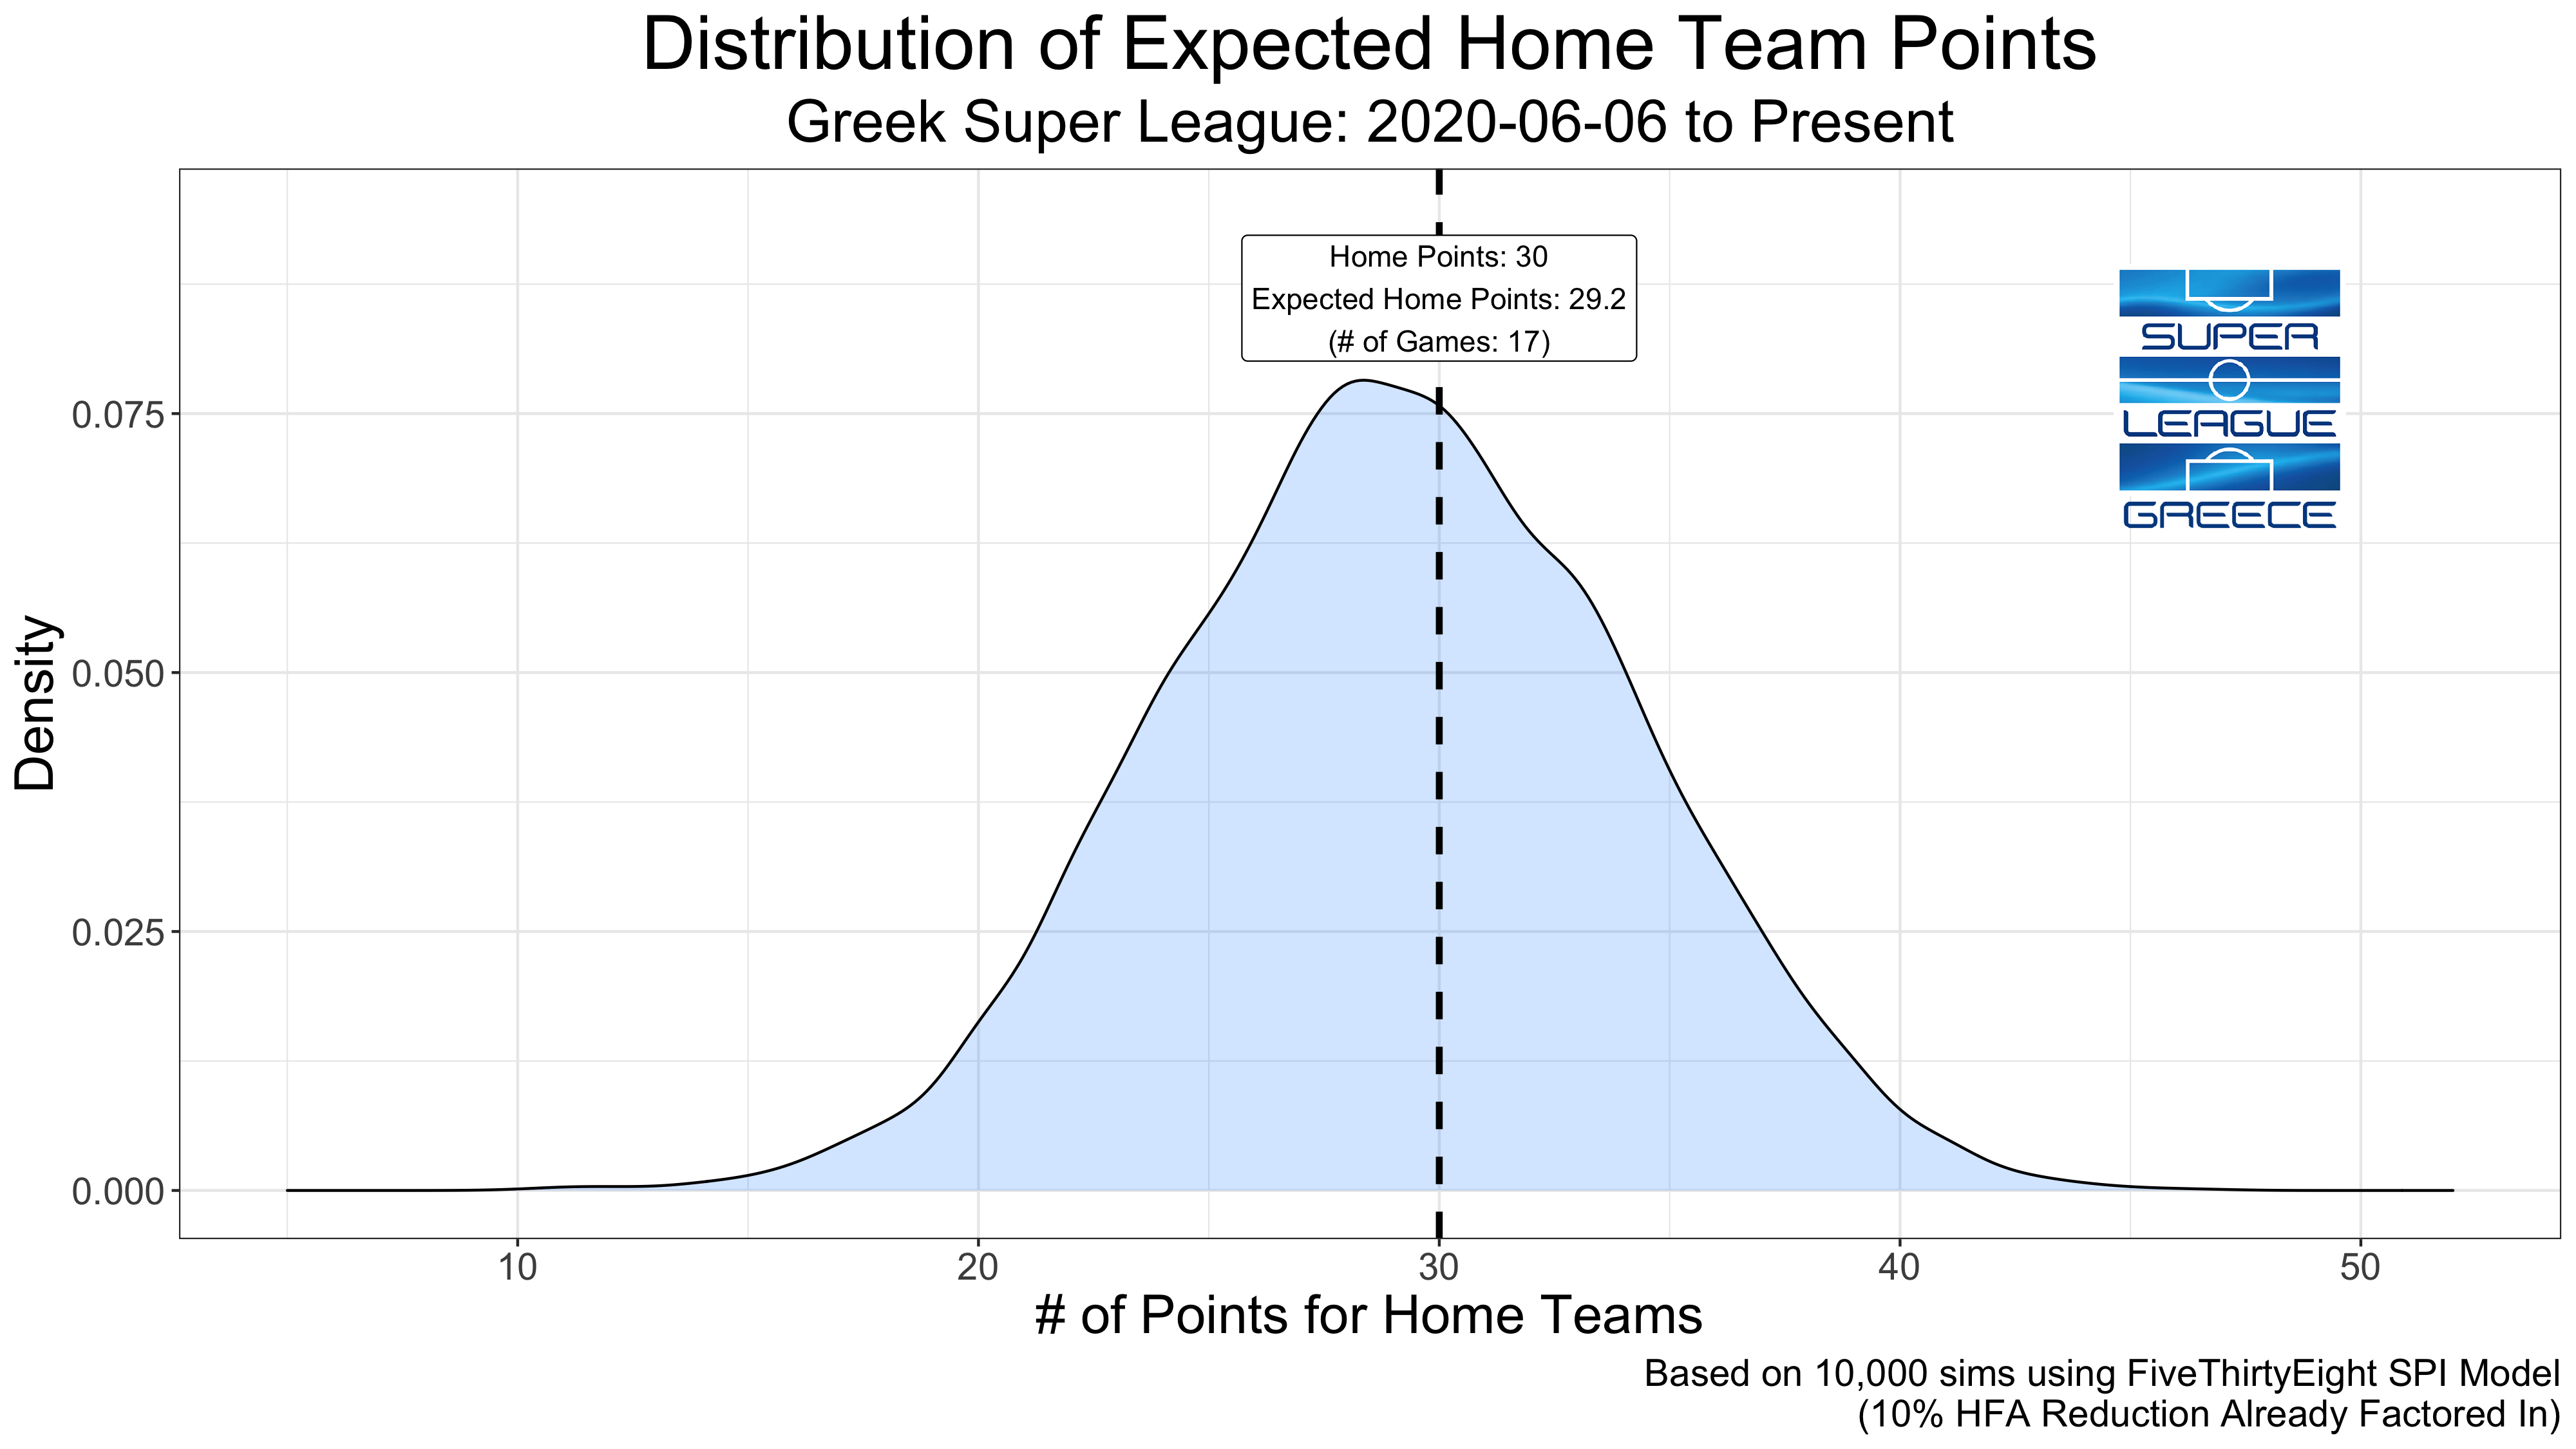 Distribution of Expected Home Team Points
Greek Super League: 2020-06-06 to Present
Home Points: 30
Expected Home Points: 29.2
(# of Games: 17)
SUPER
LEAGUE
GREECE
Density
0.075
0.050
0.025
0.000
10 20 30 40 50
# of Points for Home Teams
Based on 10,000 sims using FiveThirtyEight SPI Model
(10% HFA Reduction Already Factored In)